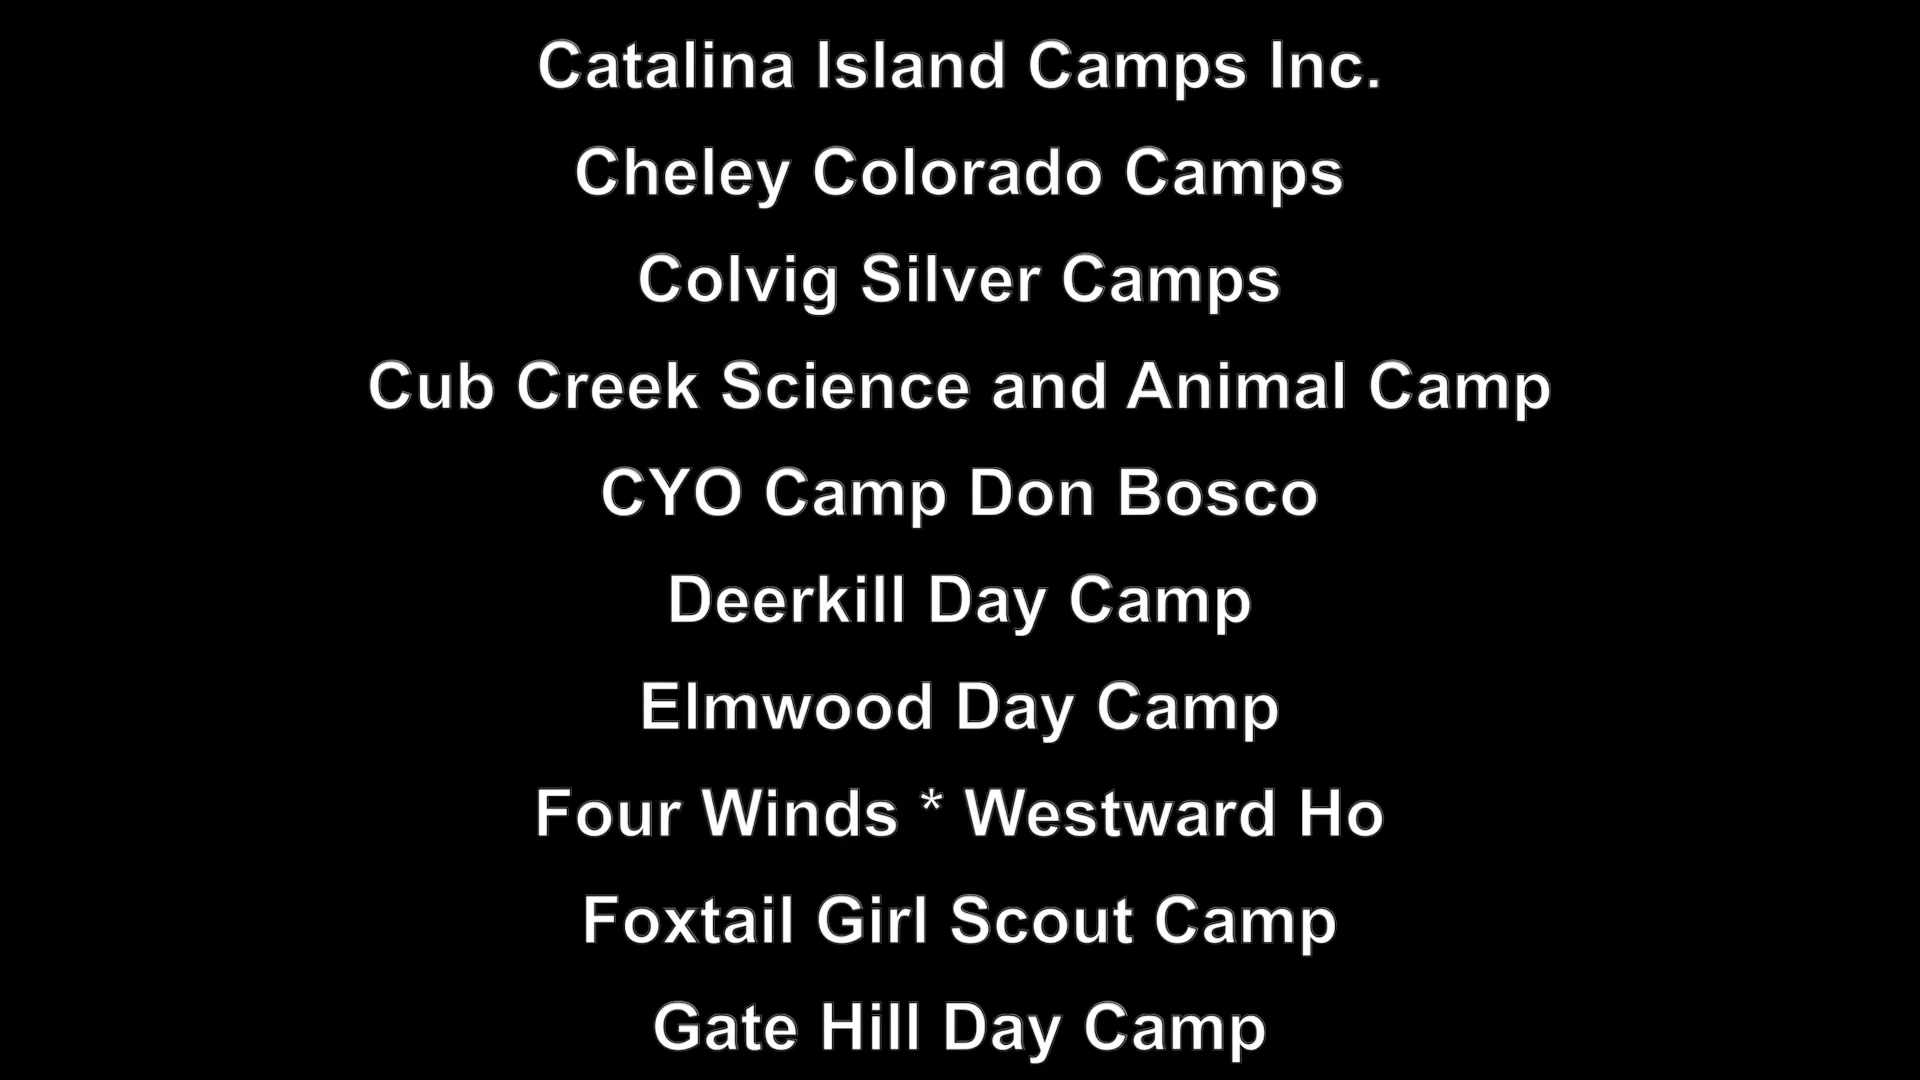 Catalina Island Camps Inc.
Cheley Colorado Camps
Colvig Silver Camps
Cub Creek Science and Animal Camp
CYO Camp Don Bosco
Deerkill Day Camp
Elmwood Day Camp
Four Winds * Westward Ho
Foxtail Girl Scout Camp
Gate Hill Day Camp